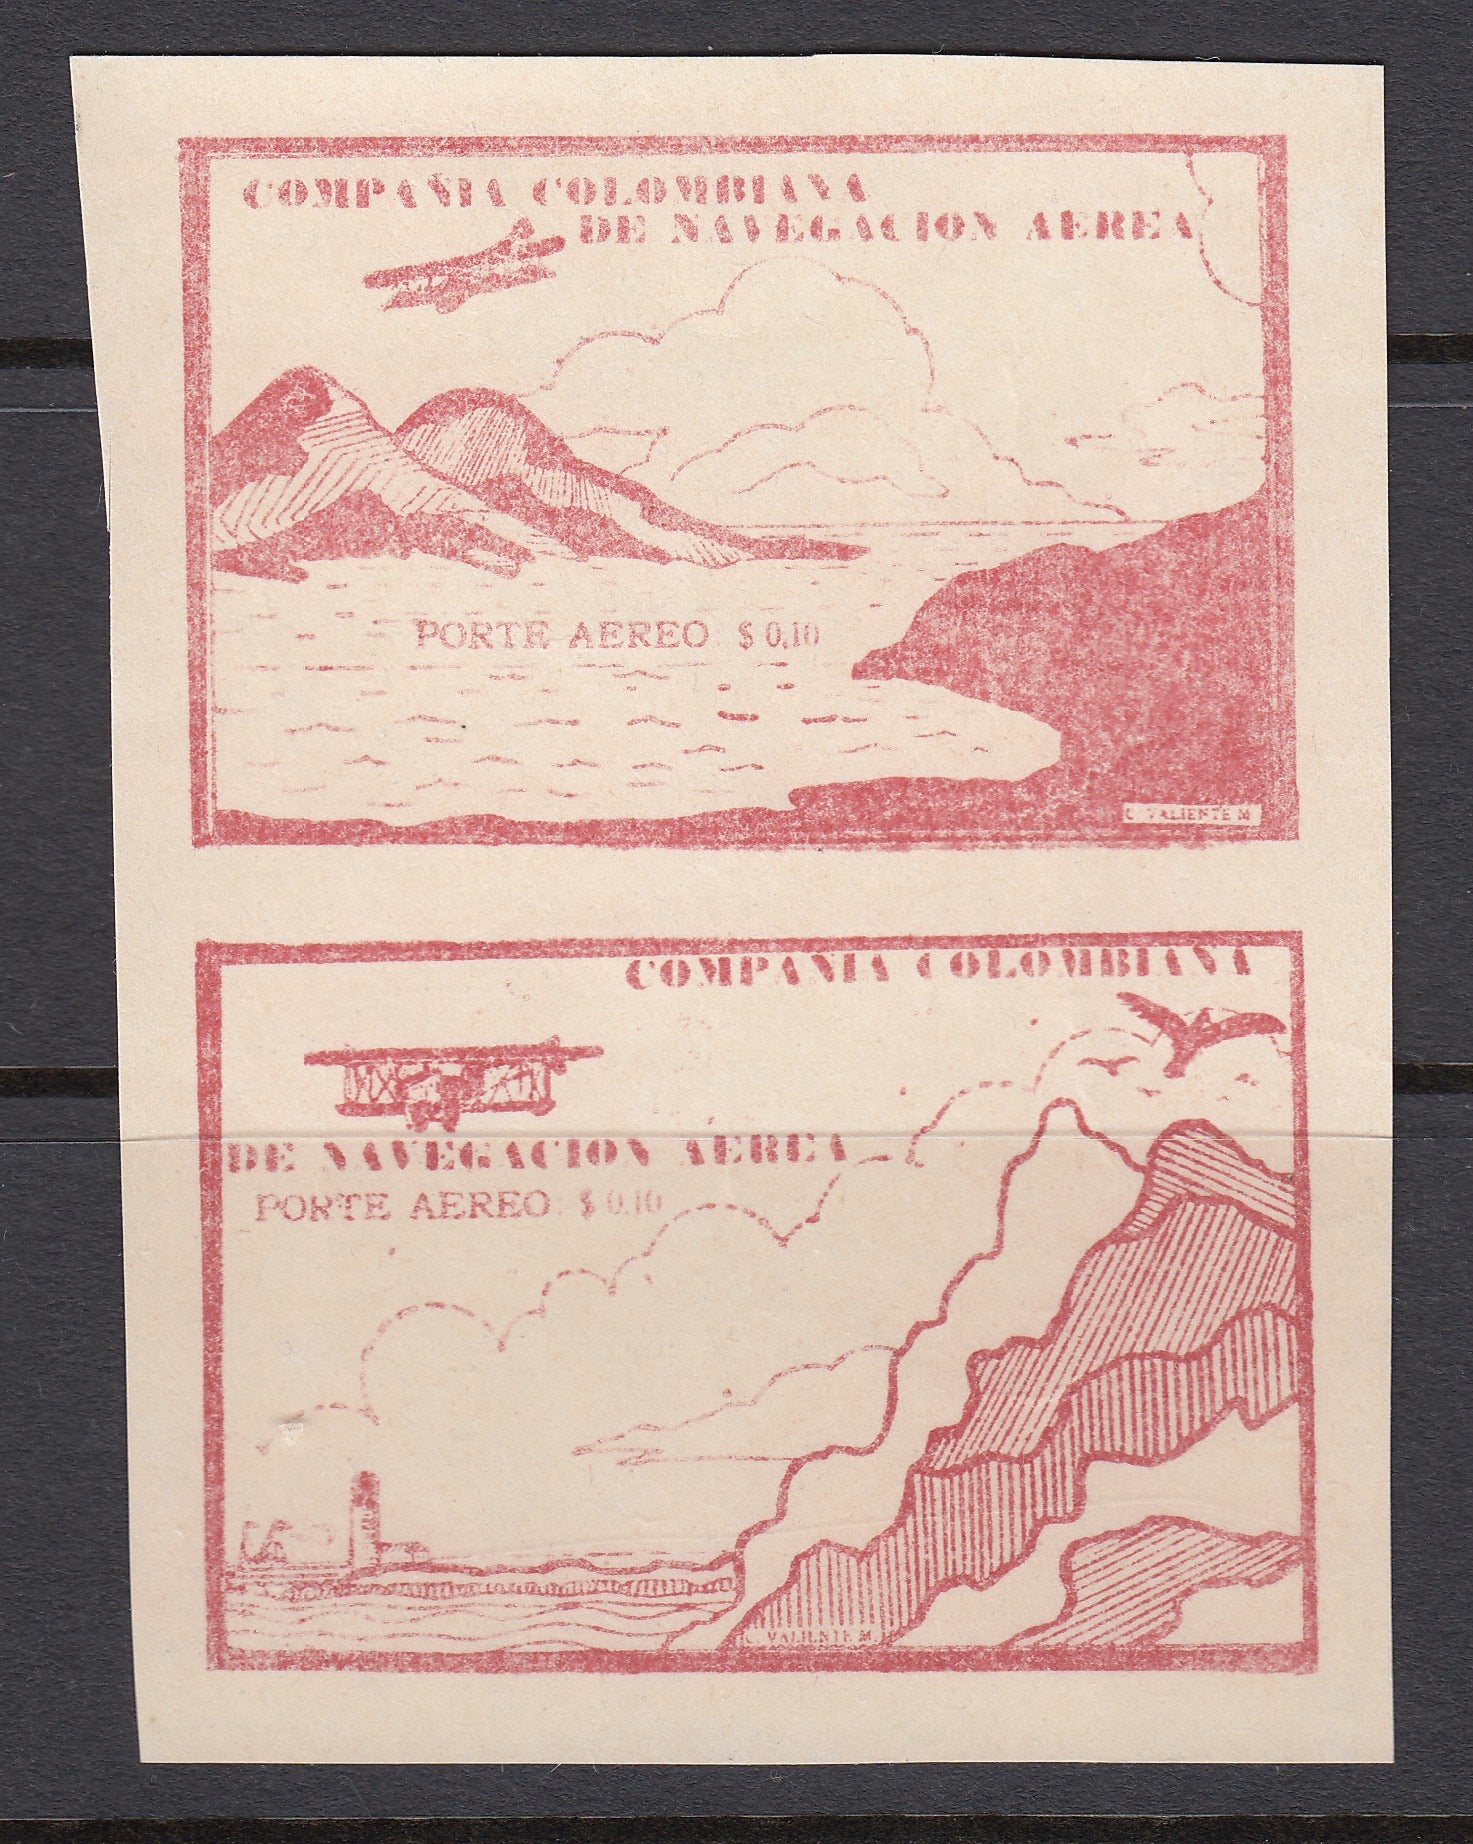 COMPAÑIA COLOMBIANA
DE NAVEGACION AEREA
PORTE AEREO $ 0,10
C. VALIENTE M.
COMPAÑIA COLOMBIANA
DE NAVEGACION AEREA
PORTE AEREO: $ 0.10
C. VALIENTE M.